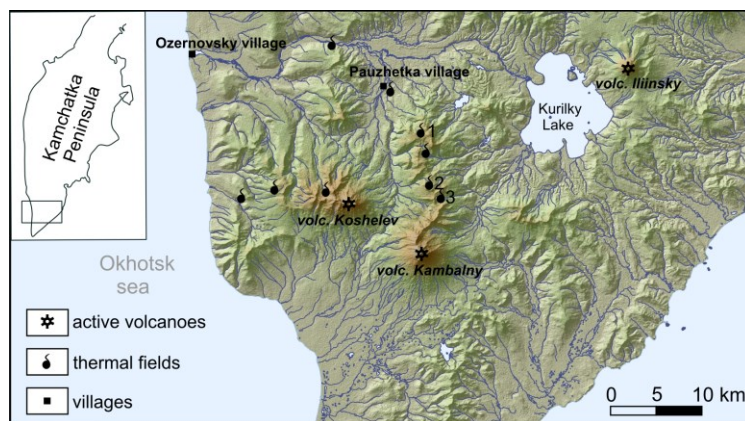 Kamchatka
Peninsula
Ozernovsky village
Pauzhetka village
volc. Iliinsky
Kurilky
Lake
1
2
3
volc. Koshelev
volc. Kambalny
Okhotsk
sea
active volcanoes
thermal fields
villages
0 5 10 km